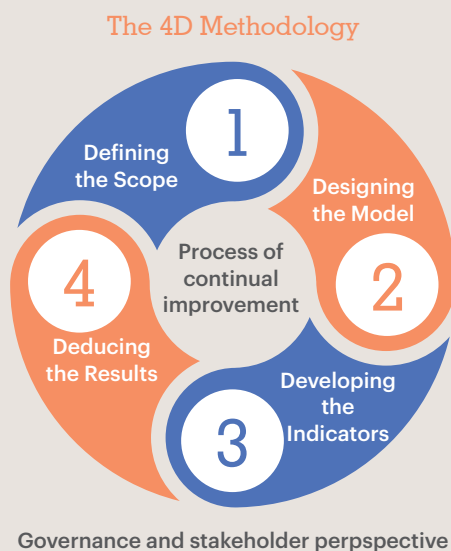 The 4D Methodology
1
Defining
the Scope
Designing
the Model
2
Process of
continual
improvement
4
Deducing
the Results
Developing
the
Indicators
3
Governance and stakeholder perpspective